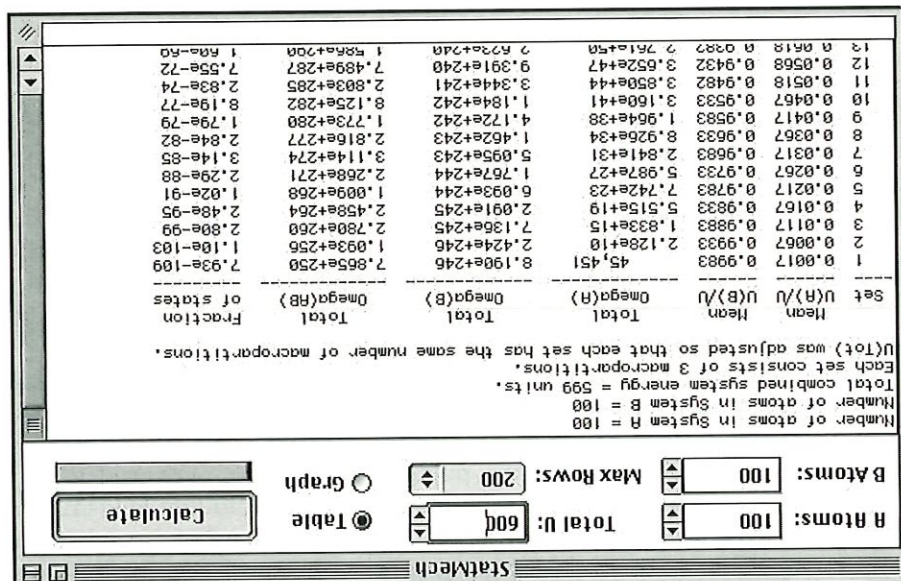 StatMech
A Atoms: 100 Total U: 600 Table Calculate
B Atoms: 100 Max Rows: 200 Graph
Number of atoms in System A = 100
Number of atoms in System B = 100
Total combined system energy = 599 units.
Each set consists of 3 macropartitions.
U(Tot) was adjusted so that each set has the same number of macropartitions.
Mean Mean Total Total Total Fraction
Set U(A)/U U(B)/U Omega(A) Omega(B) Omega(AB) of states
--- ------ ------ -------- -------- -------- ---------
1 0.0017 0.9983 45,451 8.190e+246 7.865e+250 7.93e-109
2 0.0067 0.9933 2.128e+10 2.424e+246 1.093e+256 1.10e-103
3 0.0117 0.9883 1.833e+15 7.136e+245 2.780e+260 2.80e-99
4 0.0167 0.9833 5.515e+19 2.091e+245 2.458e+264 2.48e-95
5 0.0217 0.9783 7.742e+23 6.093e+244 1.009e+268 1.02e-91
6 0.0267 0.9733 5.987e+27 1.767e+244 2.268e+271 2.29e-88
7 0.0317 0.9683 2.841e+31 5.095e+243 3.114e+274 3.14e-85
8 0.0367 0.9633 8.926e+34 1.462e+243 2.816e+277 2.84e-82
9 0.0417 0.9583 1.964e+38 4.172e+242 1.773e+280 1.79e-79
10 0.0467 0.9533 3.160e+41 1.184e+242 8.125e+282 8.19e-77
11 0.0518 0.9482 3.850e+44 3.344e+241 2.803e+285 2.83e-74
12 0.0568 0.9432 3.652e+47 9.391e+240 7.489e+287 7.55e-72
13 0.0618 0.9382 2.761e+50 2.623e+240 1.586e+290 1.60e-69